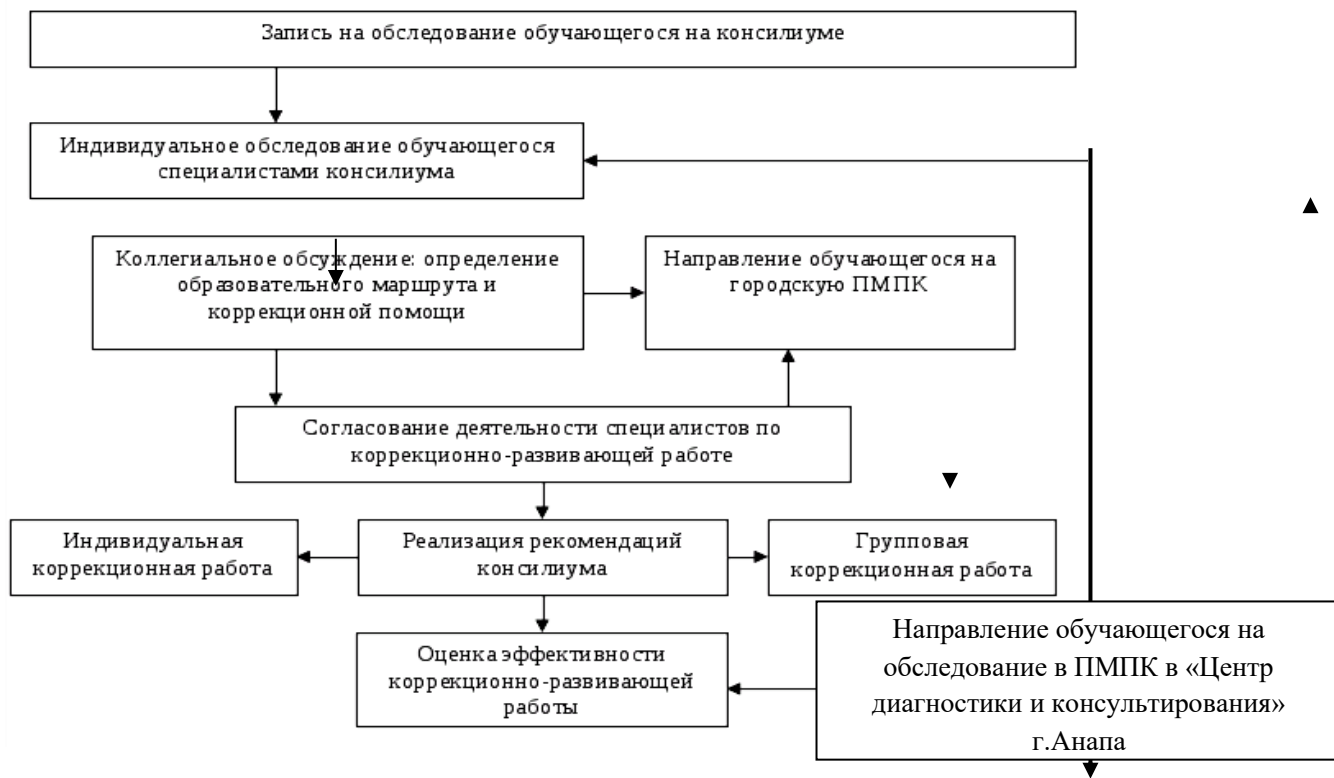 Запись на обследование обучающегося на консилиуме
Индивидуальное обследование обучающегося
специалистами консилиума
Коллегиальное обсуждение: определение
образовательного маршрута и
коррекционной помощи
Направление обучающегося на
городскую ПМПК
Согласование деятельности специалистов по
коррекционно-развивающей работе
Индивидуальная
коррекционная работа
Реализация рекомендаций
консилиума
Групповая
коррекционная работа
Оценка эффективности
коррекционно-развивающей
работы
Направление обучающегося на
обследование в ПМПК в «Центр
диагностики и консультирования»
г.Анапа